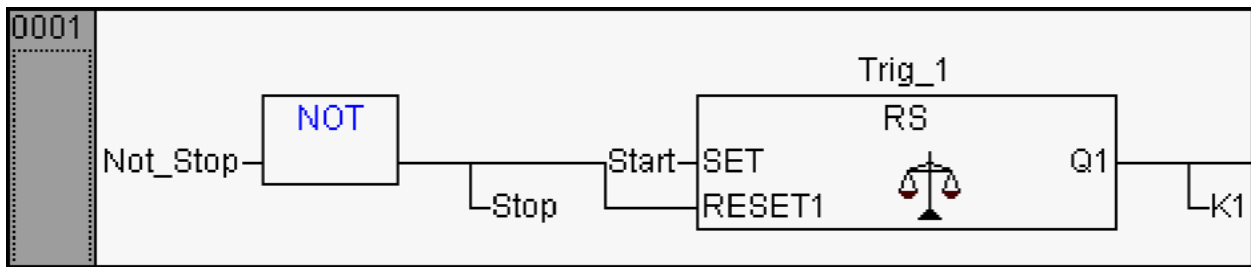 0001
Trig_1
NOT
RS
Not_Stop
Start
SET
Q1
Stop
RESET1
K1